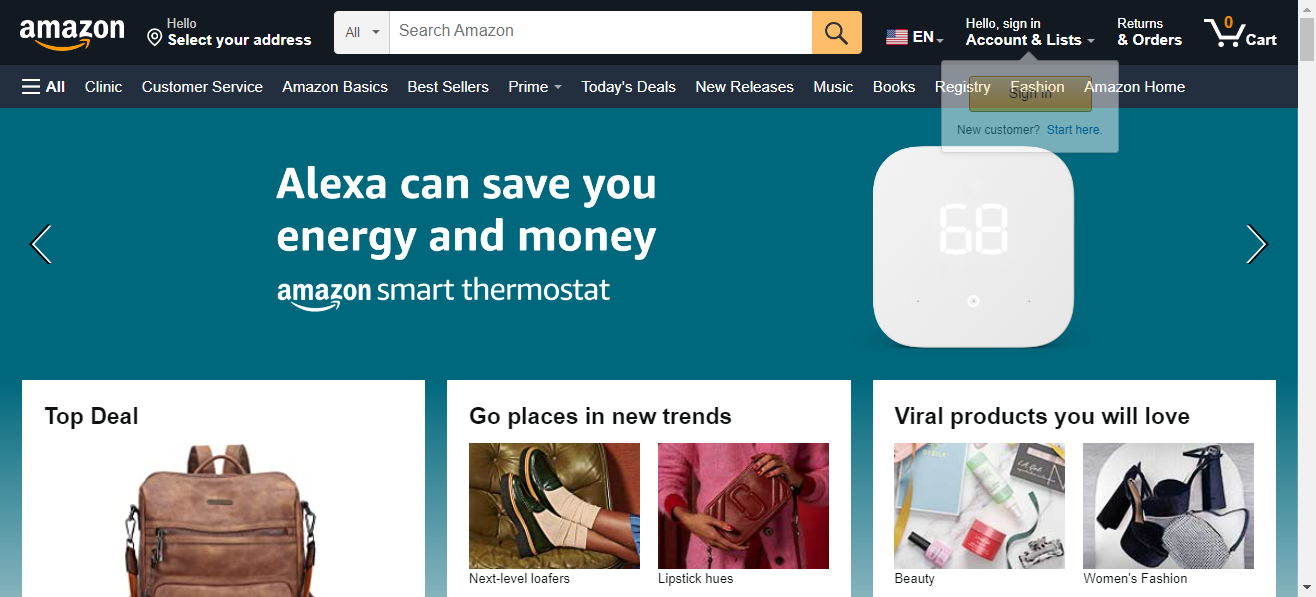 amazon
Hello
Select your address
All
Search Amazon
EN
Hello, sign in
Account & Lists
Returns
& Orders
0
Cart
All
Clinic
Customer Service
Amazon Basics
Best Sellers
Prime
Today's Deals
New Releases
Music
Books
Registry
Fashion
Amazon Home
Sign in
New customer? Start here.
Alexa can save you
energy and money
amazon smart thermostat
68
Top Deal
Go places in new trends
Viral products you will love
Next-level loafers
Lipstick hues
Beauty
Women's Fashion